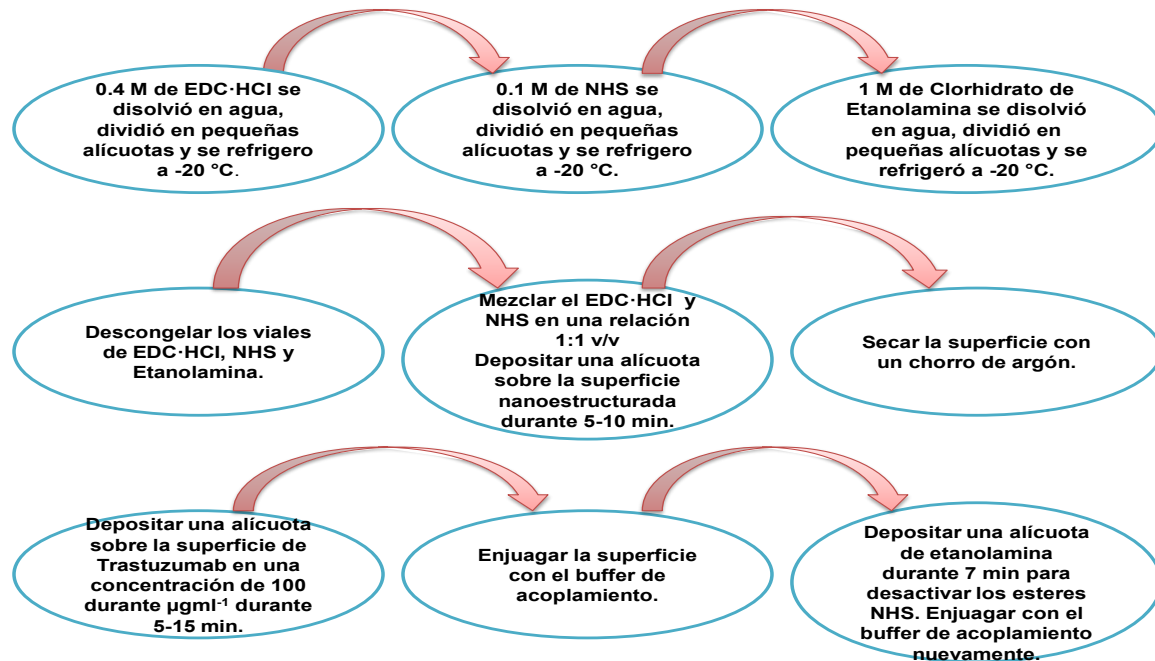 0.4 M de EDC·HCl se
disolvió en agua,
dividió en pequeñas
alícuotas y se refrigero
a -20 °C.
0.1 M de NHS se
disolvió en agua,
dividió en pequeñas
alícuotas y se refrigero
a -20 °C.
1 M de Clorhidrato de
Etanolamina se disolvió
en agua, dividió en
pequeñas alícuotas y se
refrigeró a -20 °C.
Descongelar los viales
de EDC·HCl, NHS y
Etanolamina.
Mezclar el EDC·HCl y
NHS en una relación
1:1 v/v
Depositar una alícuota
sobre la superficie
nanoestructurada
durante 5-10 min.
Secar la superficie con
un chorro de argón.
Depositar una alícuota
sobre la superficie de
Trastuzumab en una
concentración de 100
durante µgml⁻¹ durante
5-15 min.
Enjuagar la superficie
con el buffer de
acoplamiento.
Depositar una alícuota
de etanolamina
durante 7 min para
desactivar los esteres
NHS. Enjuagar con el
buffer de acoplamiento
nuevamente.